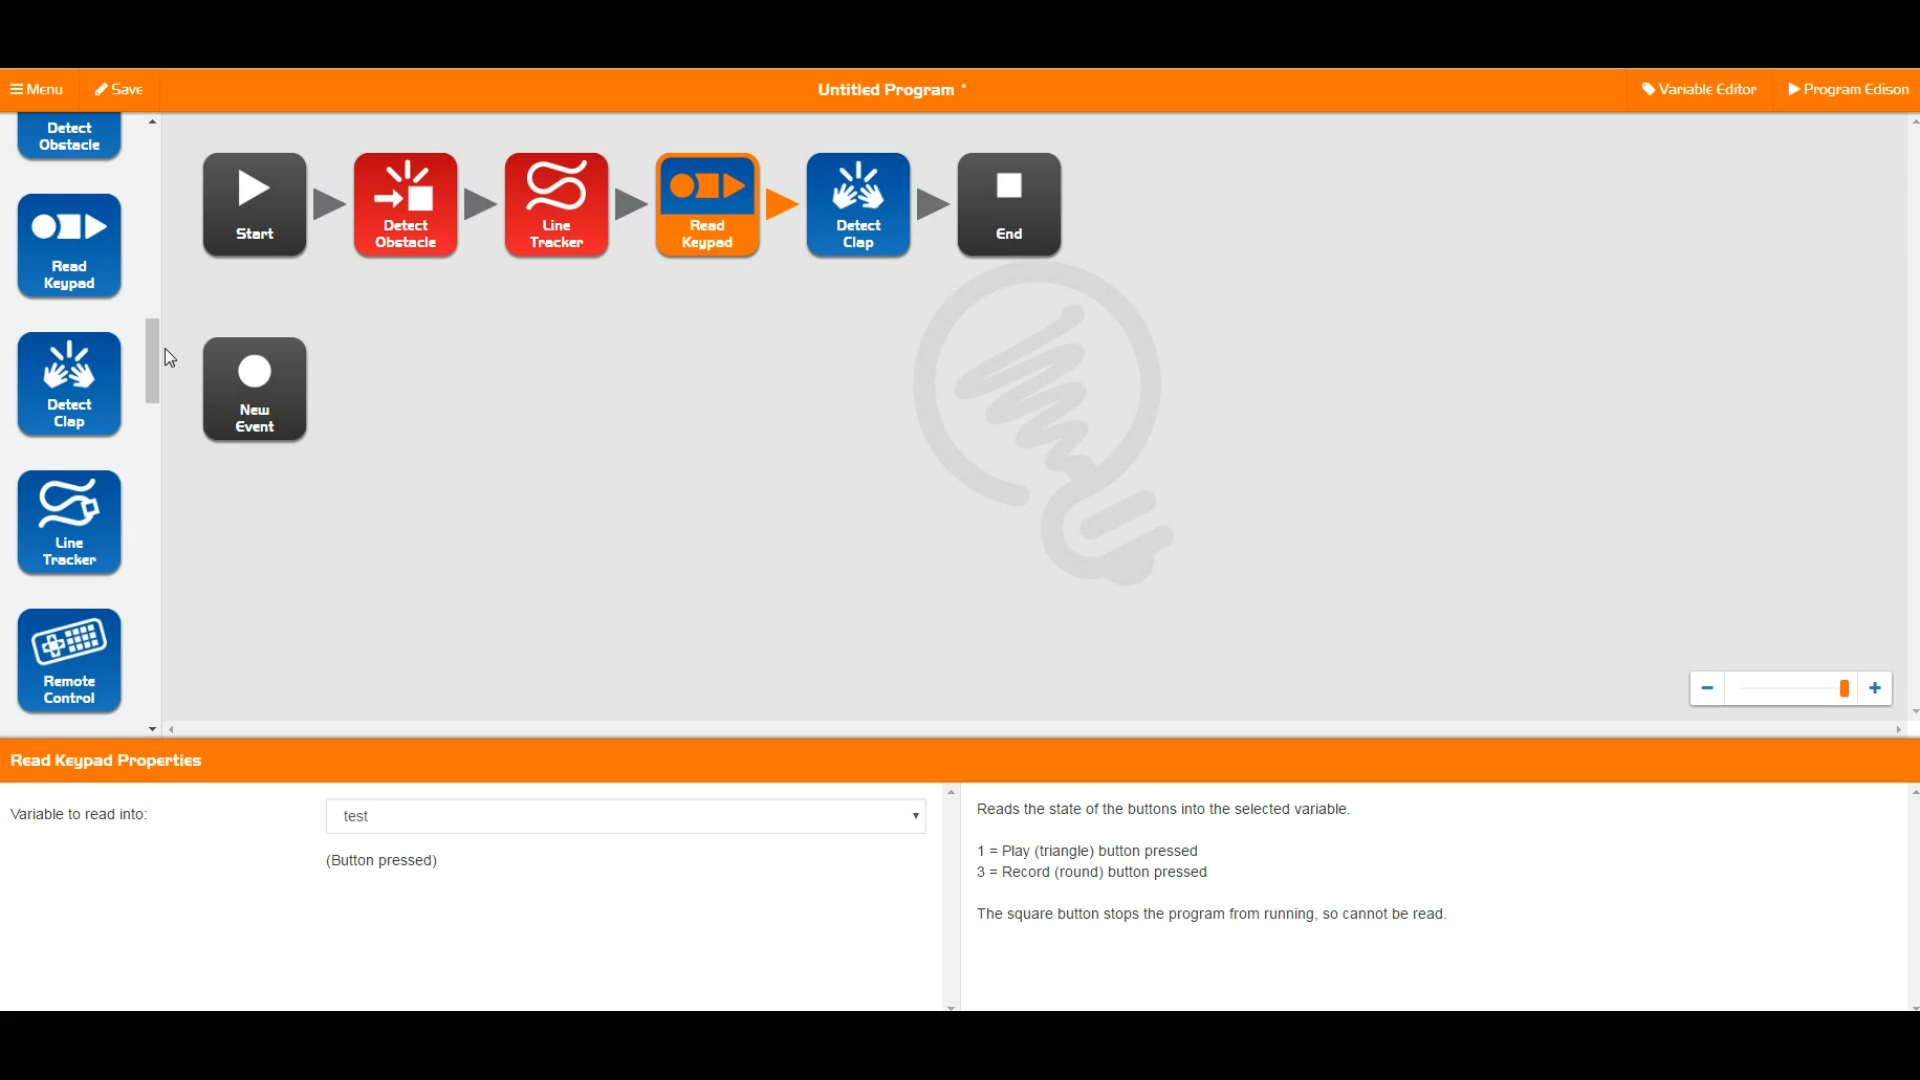 Menu
Save
Untitled Program *
Variable Editor
Program Edison
Detect
Obstacle
Read
Keypad
Detect
Clap
Line
Tracker
Remote
Control
Start
Detect
Obstacle
Line
Tracker
Read
Keypad
Detect
Clap
End
New
Event
Read Keypad Properties
Variable to read into:
test
(Button pressed)
Reads the state of the buttons into the selected variable.
1 = Play (triangle) button pressed
3 = Record (round) button pressed
The square button stops the program from running, so cannot be read.